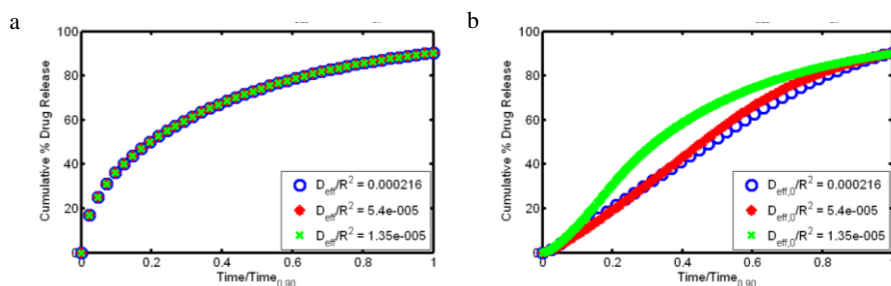 a
b
100
80
60
40
20
0
Cumulative % Drug Release
0
0.2
0.4
0.6
0.8
1
Time/Time0.90
Deff/R2 = 0.000216
Deff/R2 = 5.4e-005
Deff/R2 = 1.35e-005
100
80
60
40
20
0
Cumulative % Drug Release
0
0.2
0.4
0.6
0.8
Time/Time0.90
Deff,0/R2 = 0.000216
Deff,0/R2 = 5.4e-005
Deff,0/R2 = 1.35e-005